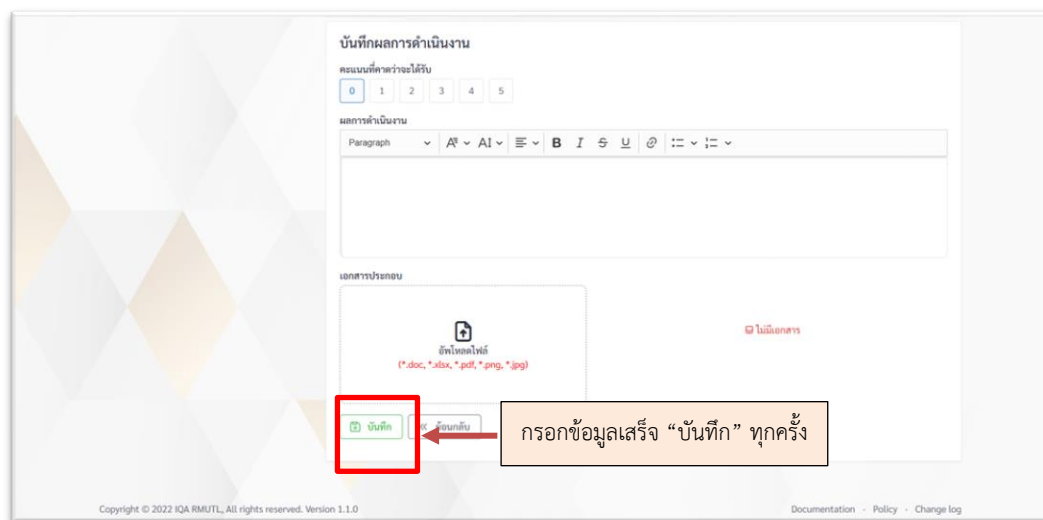 บันทึกผลการดำเนินงาน
คะแนนที่คาดว่าจะได้รับ
0 1 2 3 4 5
ผลการดำเนินงาน
Paragraph AI B I S U
เอกสารประกอบ
อัพโหลดไฟล์
(*.doc, *.xlsx, *.pdf, *.png, *.jpg)
ไม่มีเอกสาร
บันทึก ย้อนกลับ
กรอกข้อมูลเสร็จ “บันทึก” ทุกครั้ง
Copyright © 2022 IQA RMUTL, All rights reserved. Version 1.1.0
Documentation - Policy - Change log